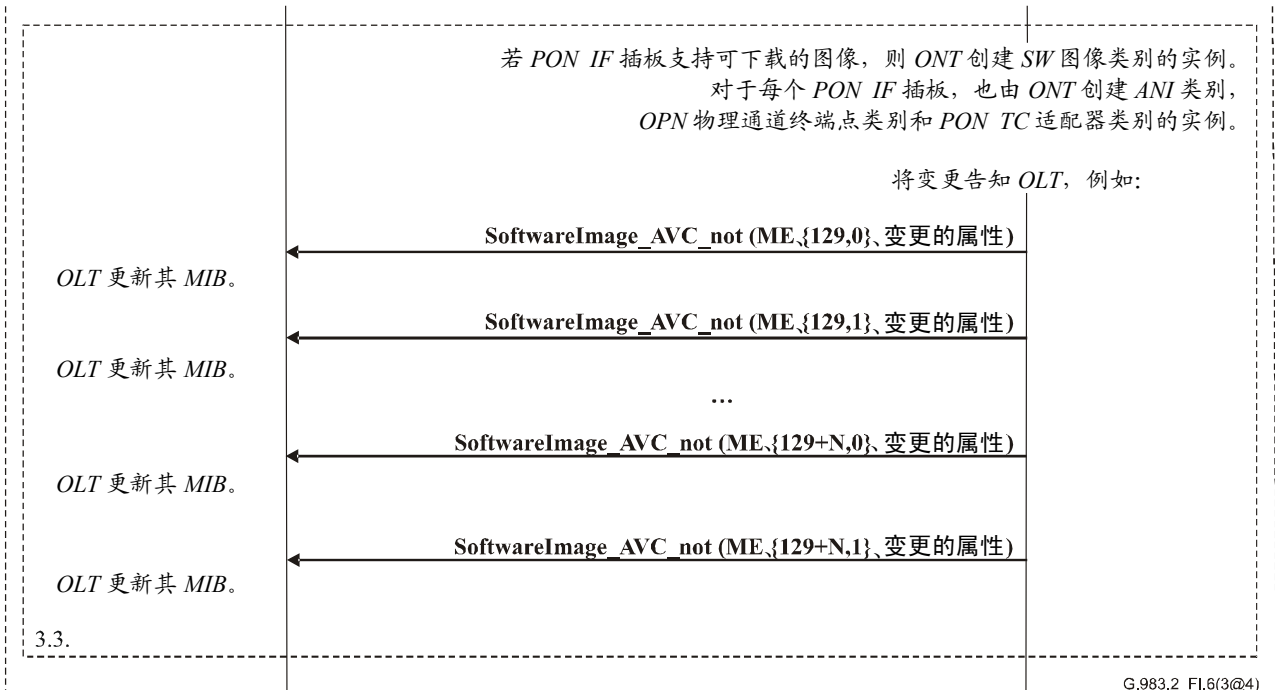 若 PON IF 插板支持可下载的图像，则 ONT 创建 SW 图像类别的实例。
对于每个 PON IF 插板，也由 ONT 创建 ANI 类别，
OPN 物理通道终端点类别和 PON TC 适配器类别的实例。
将变更告知 OLT，例如：
SoftwareImage_AVC_not (ME、{129,0}、变更的属性)
OLT 更新其 MIB。
SoftwareImage_AVC_not (ME、{129,1}、变更的属性)
OLT 更新其 MIB。
...
SoftwareImage_AVC_not (ME、{129+N,0}、变更的属性)
OLT 更新其 MIB。
SoftwareImage_AVC_not (ME、{129+N,1}、变更的属性)
OLT 更新其 MIB。
3.3.
G.983.2_FI.6(3@4)